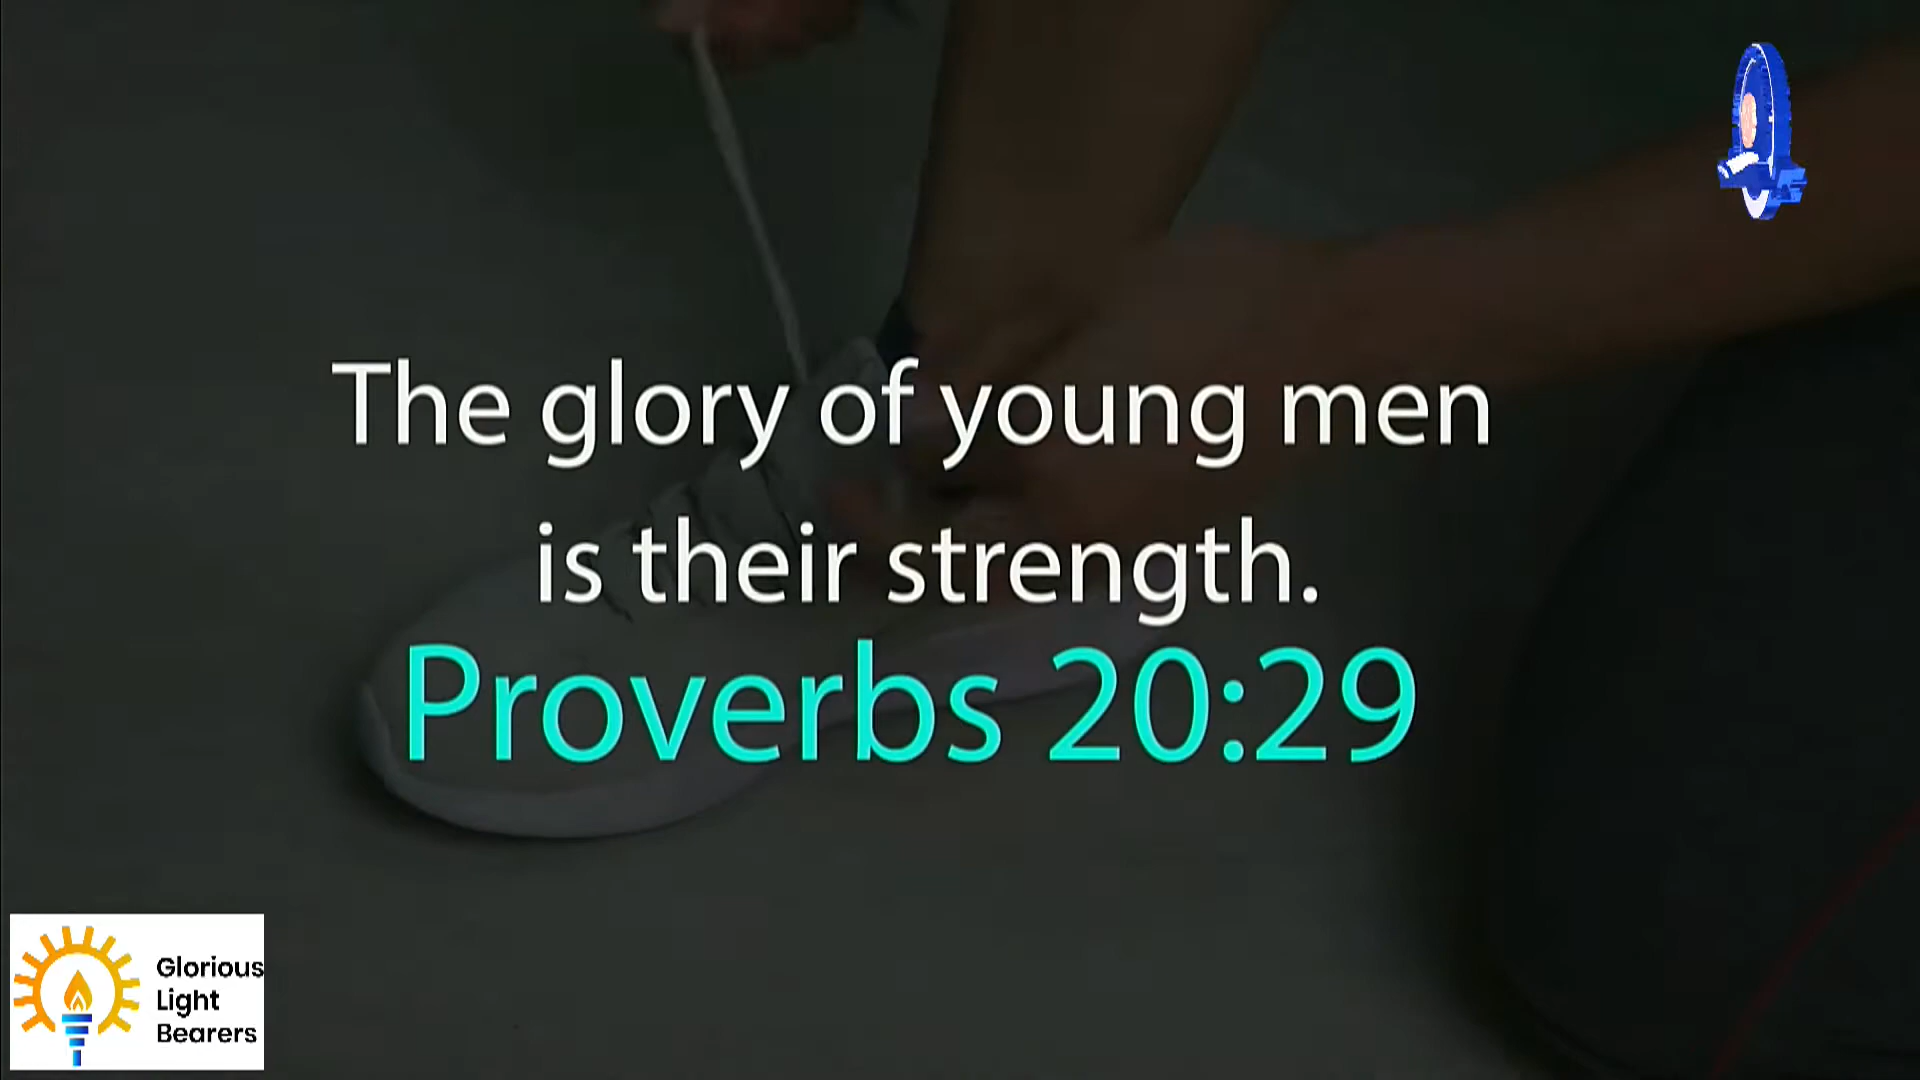 The glory of young men
is their strength.
Proverbs 20:29
Glorious
Light
Bearers